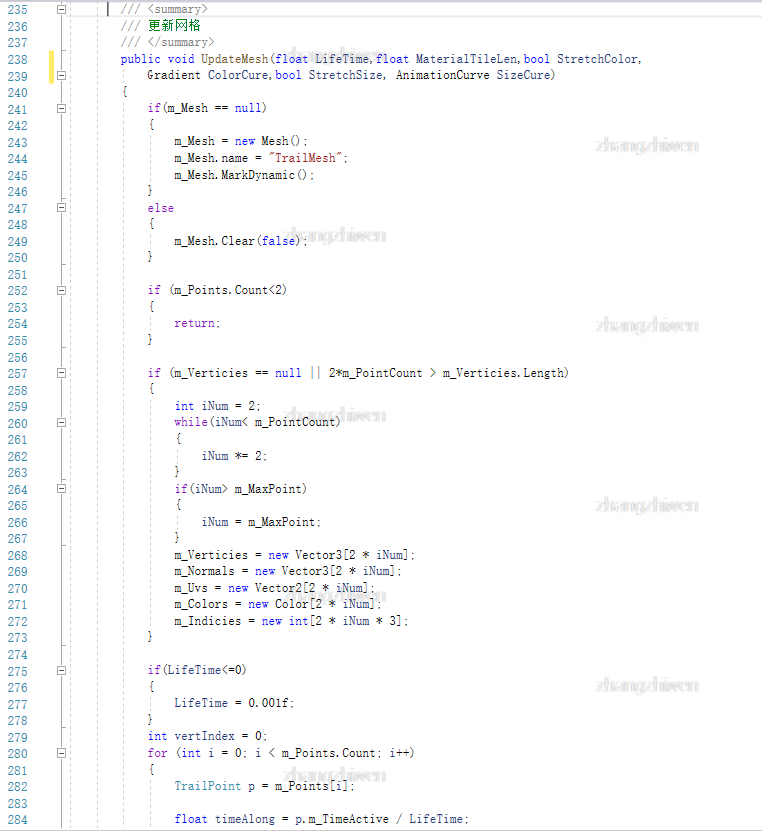 235 /// <summary>
236 /// 更新网格
237 /// </summary>
238 public void UpdateMesh(float LifeTime,float MaterialTileLen,bool StretchColor,
239 Gradient ColorCure,bool StretchSize, AnimationCurve SizeCure)
240 {
241 if(m_Mesh == null)
242 {
243 m_Mesh = new Mesh();
244 m_Mesh.name = "TrailMesh";
245 m_Mesh.MarkDynamic();
246 }
247 else
248 {
249 m_Mesh.Clear(false);
250 }
251
252 if (m_Points.Count<2)
253 {
254 return;
255 }
256
257 if (m_Verticies == null || 2*m_PointCount > m_Verticies.Length)
258 {
259 int iNum = 2;
260 while(iNum< m_PointCount)
261 {
262 iNum *= 2;
263 }
264 if(iNum> m_MaxPoint)
265 {
266 iNum = m_MaxPoint;
267 }
268 m_Verticies = new Vector3[2 * iNum];
269 m_Normals = new Vector3[2 * iNum];
270 m_Uvs = new Vector2[2 * iNum];
271 m_Colors = new Color[2 * iNum];
272 m_Indicies = new int[2 * iNum * 3];
273 }
274
275 if(LifeTime<=0)
276 {
277 LifeTime = 0.001f;
278 }
279 int vertIndex = 0;
280 for (int i = 0; i < m_Points.Count; i++)
281 {
282 TrailPoint p = m_Points[i];
283
284 float timeAlong = p.m_TimeActive / LifeTime;